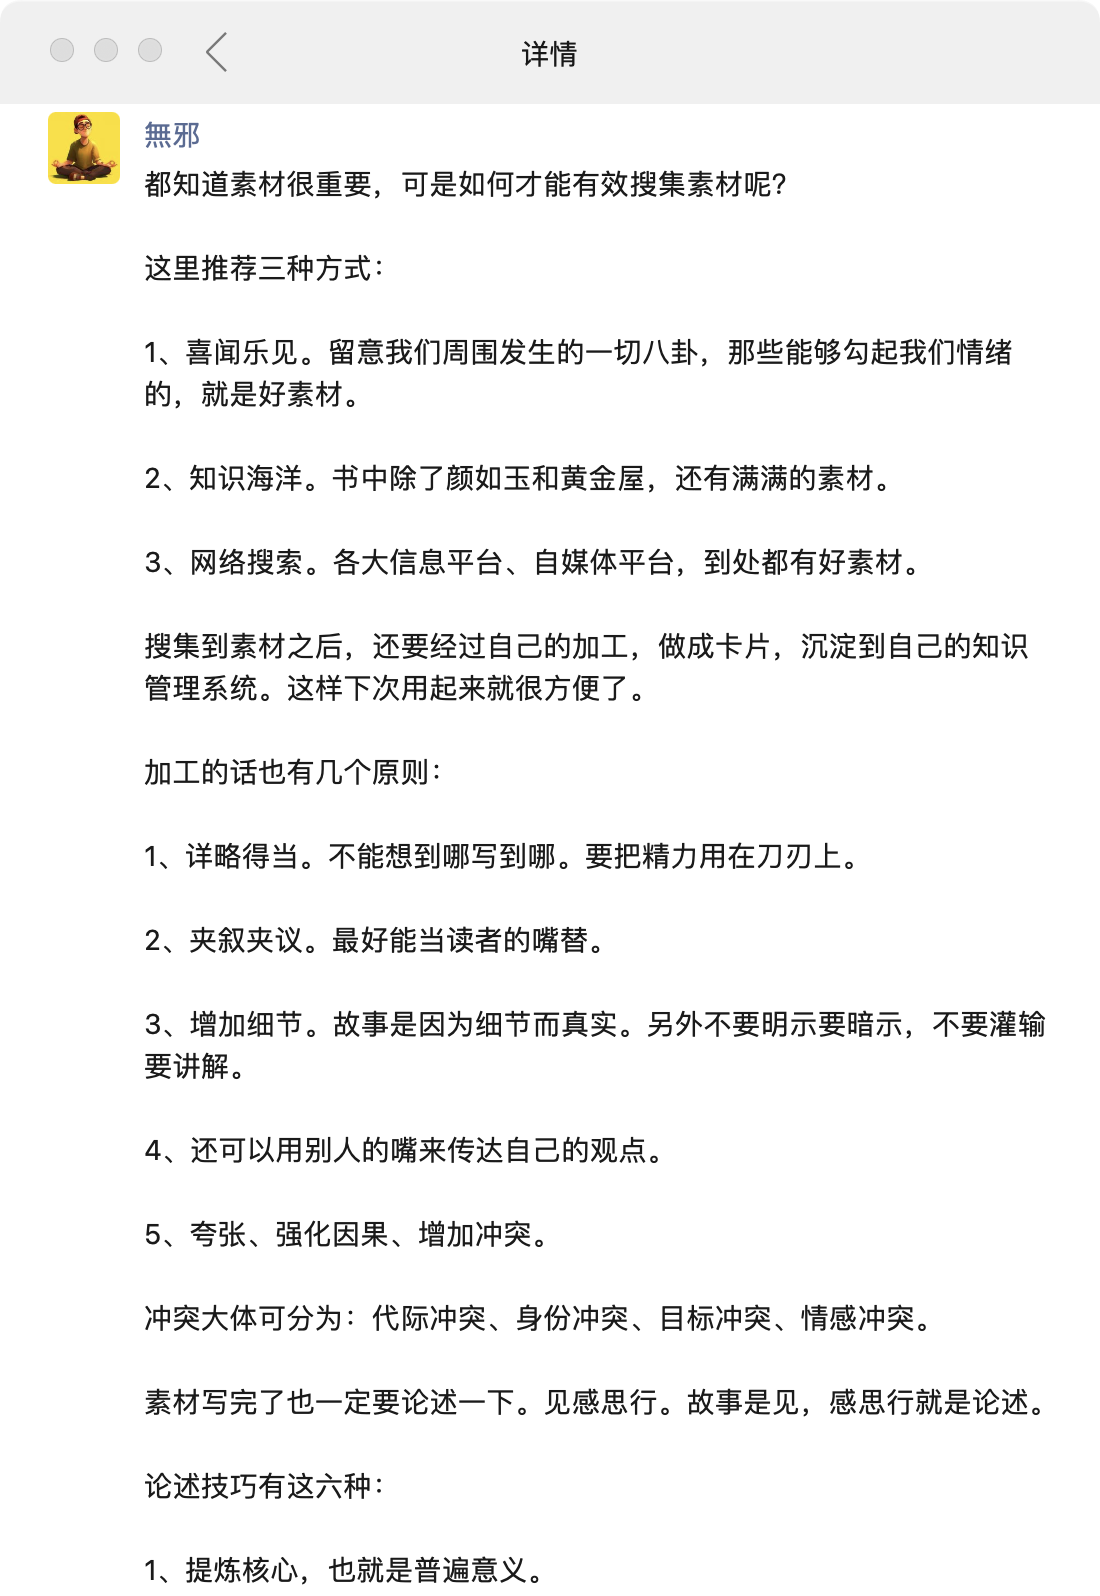 详情
無邪
都知道素材很重要，可是如何才能有效搜集素材呢?
这里推荐三种方式：
1、喜闻乐见。留意我们周围发生的一切八卦，那些能够勾起我们情绪
的，就是好素材。
2、知识海洋。书中除了颜如玉和黄金屋，还有满满的素材。
3、网络搜索。各大信息平台、自媒体平台，到处都有好素材。
搜集到素材之后，还要经过自己的加工，做成卡片，沉淀到自己的知识
管理系统。这样下次用起来就很方便了。
加工的话也有几个原则：
1、详略得当。不能想到哪写到哪。要把精力用在刀刃上。
2、夹叙夹议。最好能当读者的嘴替。
3、增加细节。故事是因为细节而真实。另外不要明示要暗示，不要灌输
要讲解。
4、还可以用别人的嘴来传达自己的观点。
5、夸张、强化因果、增加冲突。
冲突大体可分为：代际冲突、身份冲突、目标冲突、情感冲突。
素材写完了也一定要论述一下。见感思行。故事是见，感思行就是论述。
论述技巧有这六种：
1、提炼核心，也就是普遍意义。